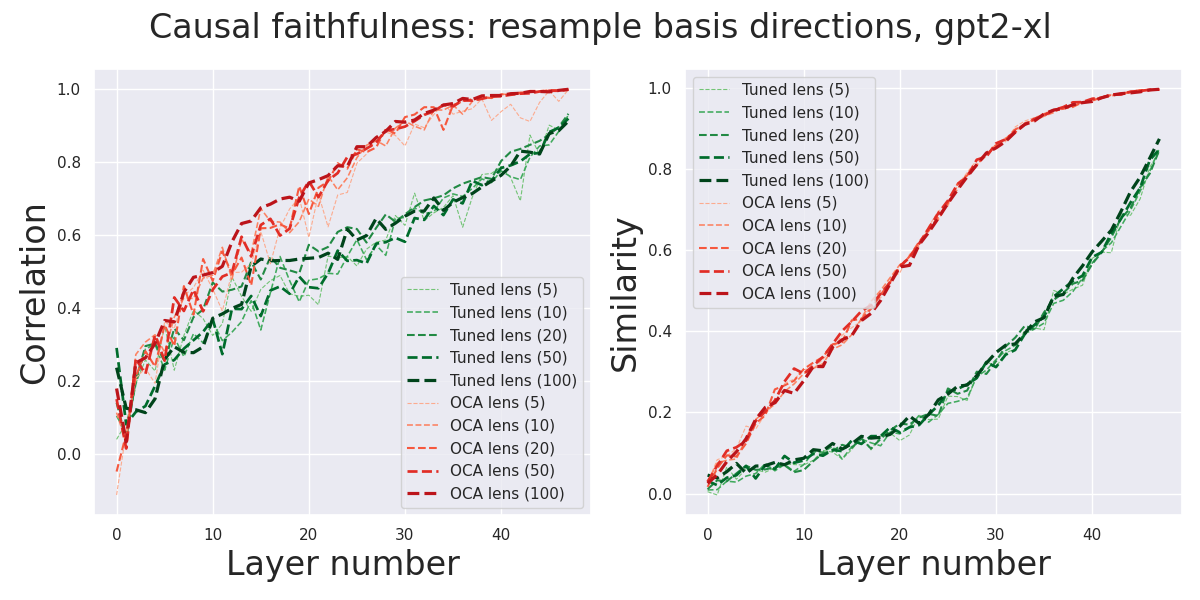 Causal faithfulness: resample basis directions, gpt2-xl
Correlation
1.0
0.8
0.6
0.4
0.2
0.0
0
10
20
30
40
Layer number
Tuned lens (5)
Tuned lens (10)
Tuned lens (20)
Tuned lens (50)
Tuned lens (100)
OCA lens (5)
OCA lens (10)
OCA lens (20)
OCA lens (50)
OCA lens (100)
Similarity
1.0
0.8
0.6
0.4
0.2
0.0
0
10
20
30
40
Layer number
Tuned lens (5)
Tuned lens (10)
Tuned lens (20)
Tuned lens (50)
Tuned lens (100)
OCA lens (5)
OCA lens (10)
OCA lens (20)
OCA lens (50)
OCA lens (100)